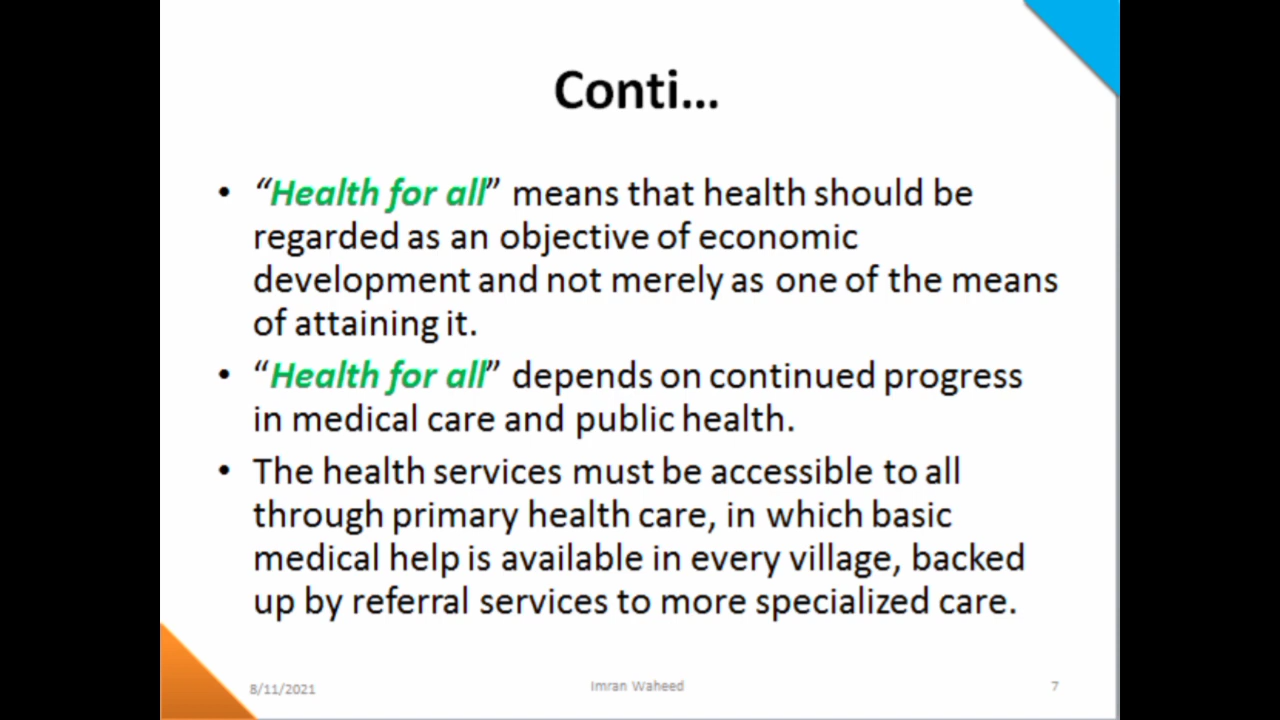 Conti...
• “Health for all” means that health should be
regarded as an objective of economic
development and not merely as one of the means
of attaining it.
• “Health for all” depends on continued progress
in medical care and public health.
• The health services must be accessible to all
through primary health care, in which basic
medical help is available in every village, backed
up by referral services to more specialized care.
8/11/2021
Imran Waheed
7